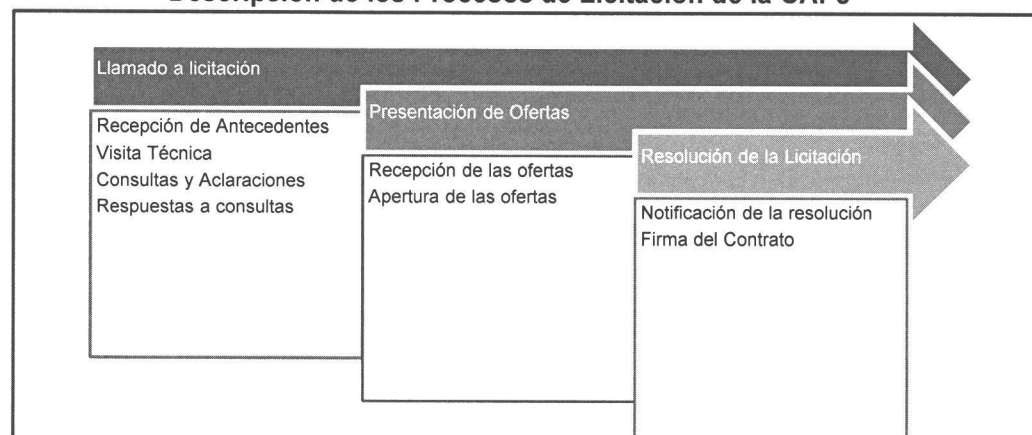 Descripción de los Procesos de Licitación de la CAPJ
Llamado a licitación
Recepción de Antecedentes
Visita Técnica
Consultas y Aclaraciones
Respuestas a consultas
Presentación de Ofertas
Recepción de las ofertas
Apertura de las ofertas
Resolución de la Licitación
Notificación de la resolución
Firma del Contrato